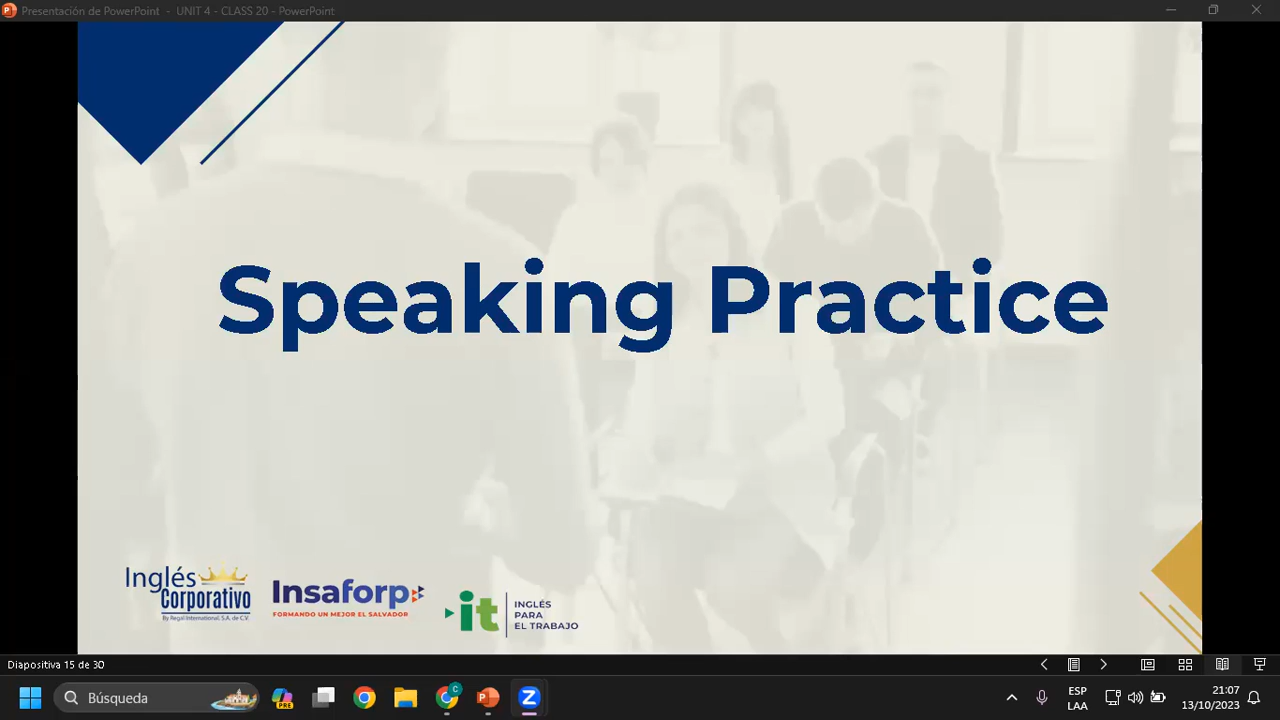 Presentación de PowerPoint - UNIT 4 - CLASS 20 - PowerPoint
Speaking Practice
Inglés
Corporativo
By Regal International, S.A. de C.V.
Insaforp
FORMANDO UN MEJOR EL SALVADOR
it
INGLÉS
PARA
EL TRABAJO
Diapositiva 15 de 30
Búsqueda
PRE
C
ESP
LAA
21:07
13/10/2023